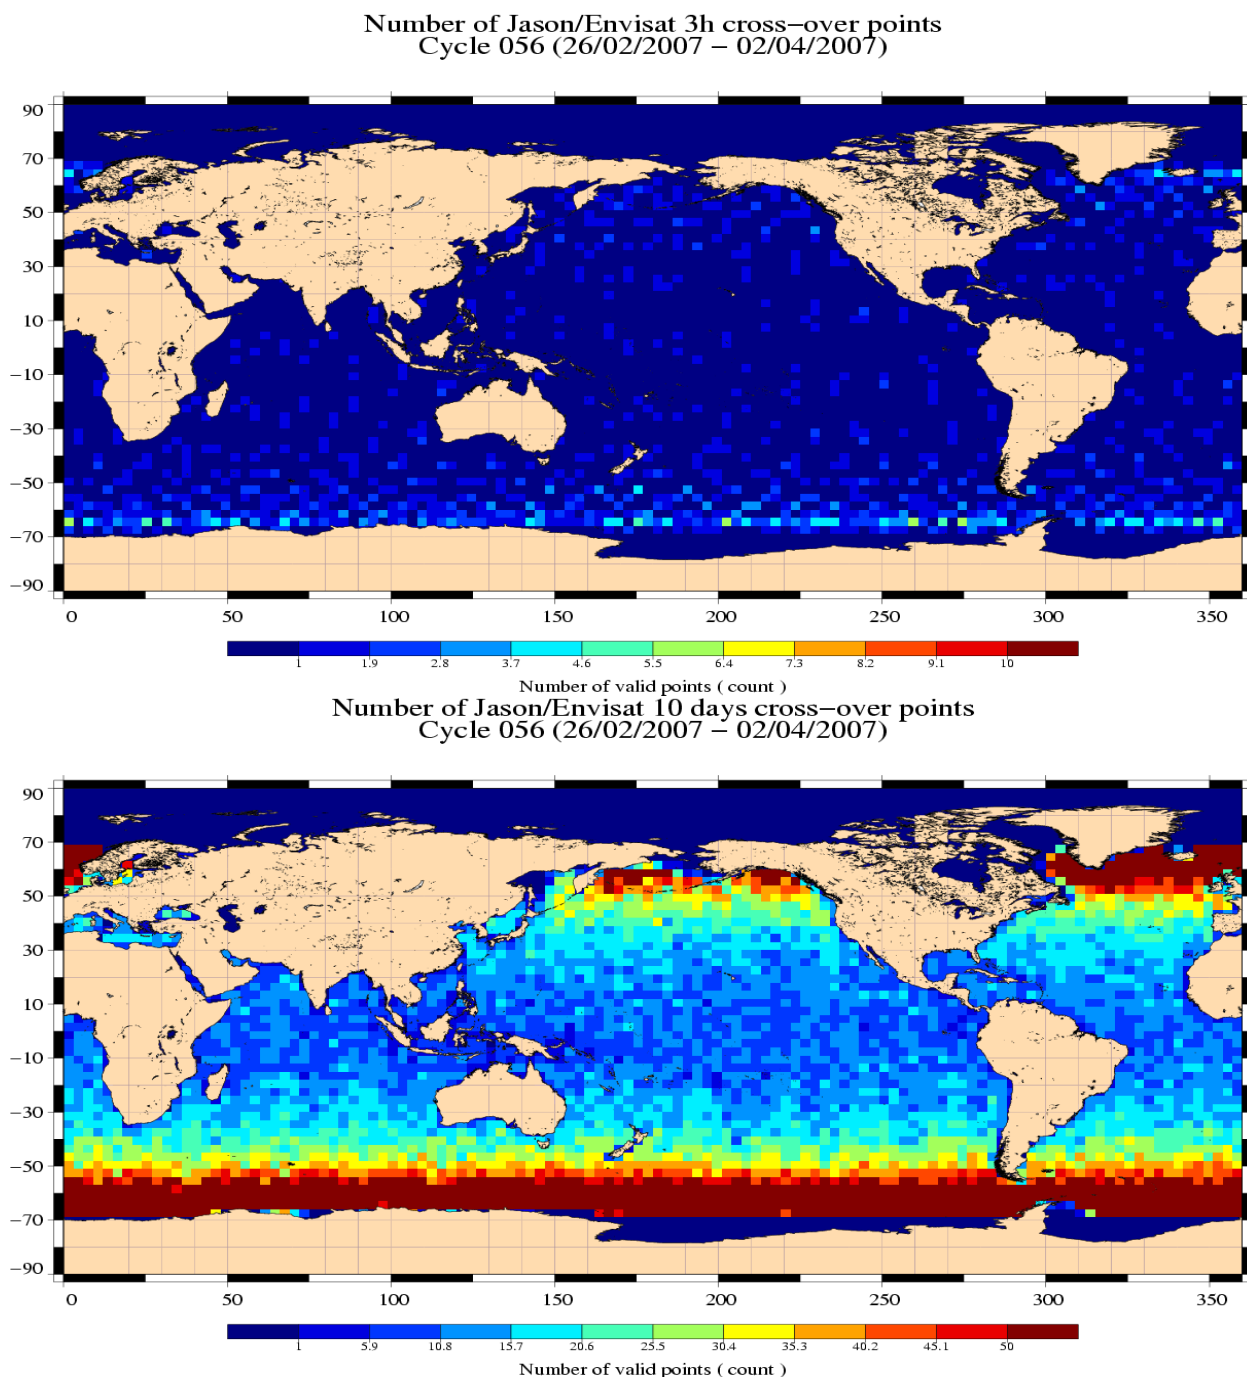 Number of Jason/Envisat 3h cross−over points
Cycle 056 (26/02/2007 − 02/04/2007)
90
70
50
30
10
−10
−30
−50
−70
−90
0 50 100 150 200 250 300 350
1 1.9 2.8 3.7 4.6 5.5 6.4 7.3 8.2 9.1 10
Number of valid points ( count )
Number of Jason/Envisat 10 days cross−over points
Cycle 056 (26/02/2007 − 02/04/2007)
90
70
50
30
10
−10
−30
−50
−70
−90
0 50 100 150 200 250 300 350
1 5.9 10.8 15.7 20.6 25.5 30.4 35.3 40.2 45.1 50
Number of valid points ( count )